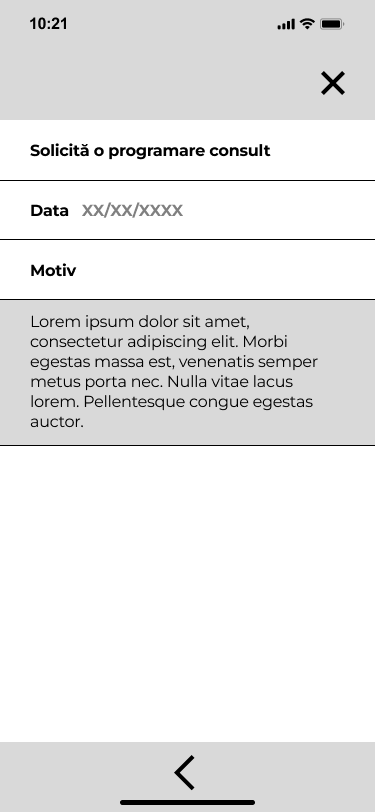 10:21
Solicită o programare consult
Data XX/XX/XXXX
Motiv
Lorem ipsum dolor sit amet,
consectetur adipiscing elit. Morbi
egestas massa est, venenatis semper
metus porta nec. Nulla vitae lacus
lorem. Pellentesque congue egestas
auctor.